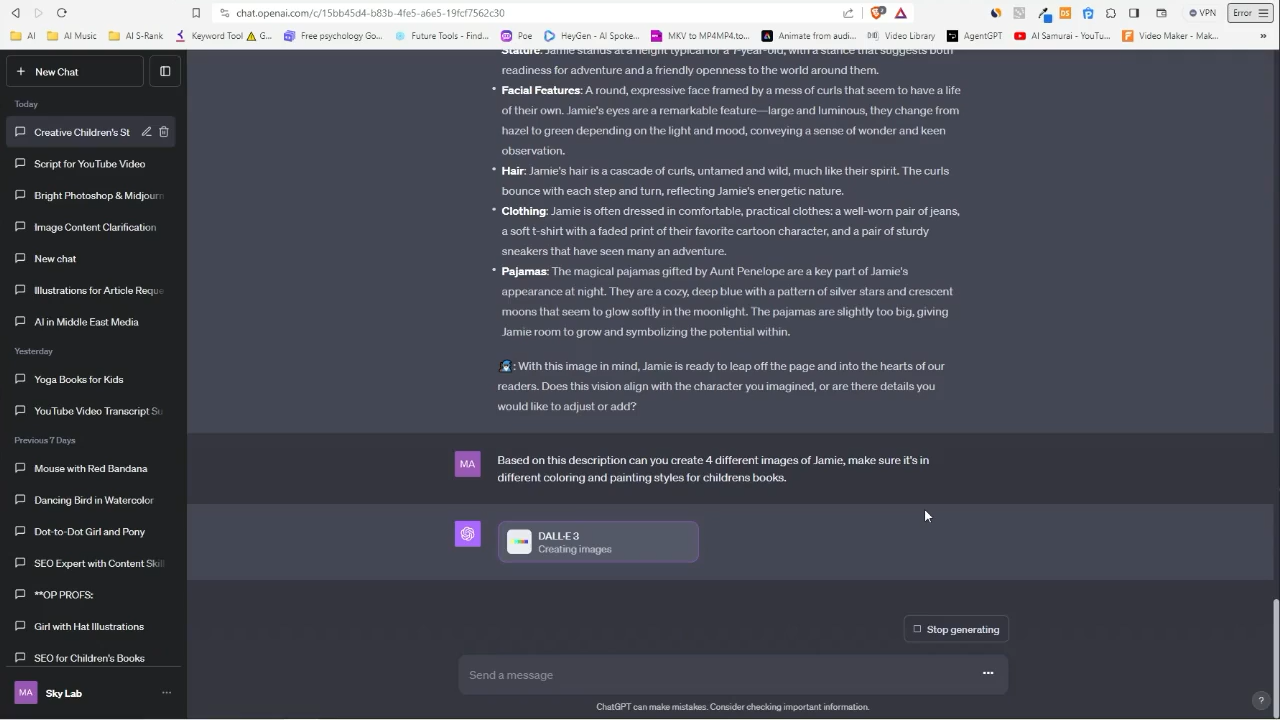 chat.openai.com/c/15bb45d4-b83b-4fe5-a6e5-19fcf7562c30
VPN
Error
AI
AI Music
AI S-Rank
Keyword Tool
Go...
Free psychology Go...
Future Tools - Find...
Poe
HeyGen - AI Spoke...
MKV to MP4MP4.to...
Animate from audio...
Video Library
AgentGPT
AI Samurai - YouTu...
Video Maker - Mak...
New Chat
Today
Creative Children's St
Script for YouTube Video
Bright Photoshop & Midjourn
Image Content Clarification
New chat
Illustrations for Article Reque
AI in Middle East Media
Yesterday
Yoga Books for Kids
YouTube Video Transcript Su
Previous 7 Days
Mouse with Red Bandana
Dancing Bird in Watercolor
Dot-to-Dot Girl and Pony
SEO Expert with Content Skill
**OP PROFS:
Girl with Hat Illustrations
SEO for Children's Books
MA
Sky Lab
Stature: Jamie stands at a height typical for a 7-year-old, with a stance that suggests both
readiness for adventure and a friendly openness to the world around them.
Facial Features: A round, expressive face framed by a mess of curls that seem to have a life
of their own. Jamie's eyes are a remarkable feature—large and luminous, they change from
hazel to green depending on the light and mood, conveying a sense of wonder and keen
observation.
Hair: Jamie's hair is a cascade of curls, untamed and wild, much like their spirit. The curls
bounce with each step and turn, reflecting Jamie's energetic nature.
Clothing: Jamie is often dressed in comfortable, practical clothes: a well-worn pair of jeans,
a soft t-shirt with a faded print of their favorite cartoon character, and a pair of sturdy
sneakers that have seen many an adventure.
Pajamas: The magical pajamas gifted by Aunt Penelope are a key part of Jamie's
appearance at night. They are a cozy, deep blue with a pattern of silver stars and crescent
moons that seem to glow softly in the moonlight. The pajamas are slightly too big, giving
Jamie room to grow and symbolizing the potential within.
: With this image in mind, Jamie is ready to leap off the page and into the hearts of our
readers. Does this vision align with the character you imagined, or are there details you
would like to adjust or add?
MA
Based on this description can you create 4 different images of Jamie, make sure it's in
different coloring and painting styles for childrens books.
DALL·E 3
Creating images
Stop generating
Send a message
ChatGPT can make mistakes. Consider checking important information.
?